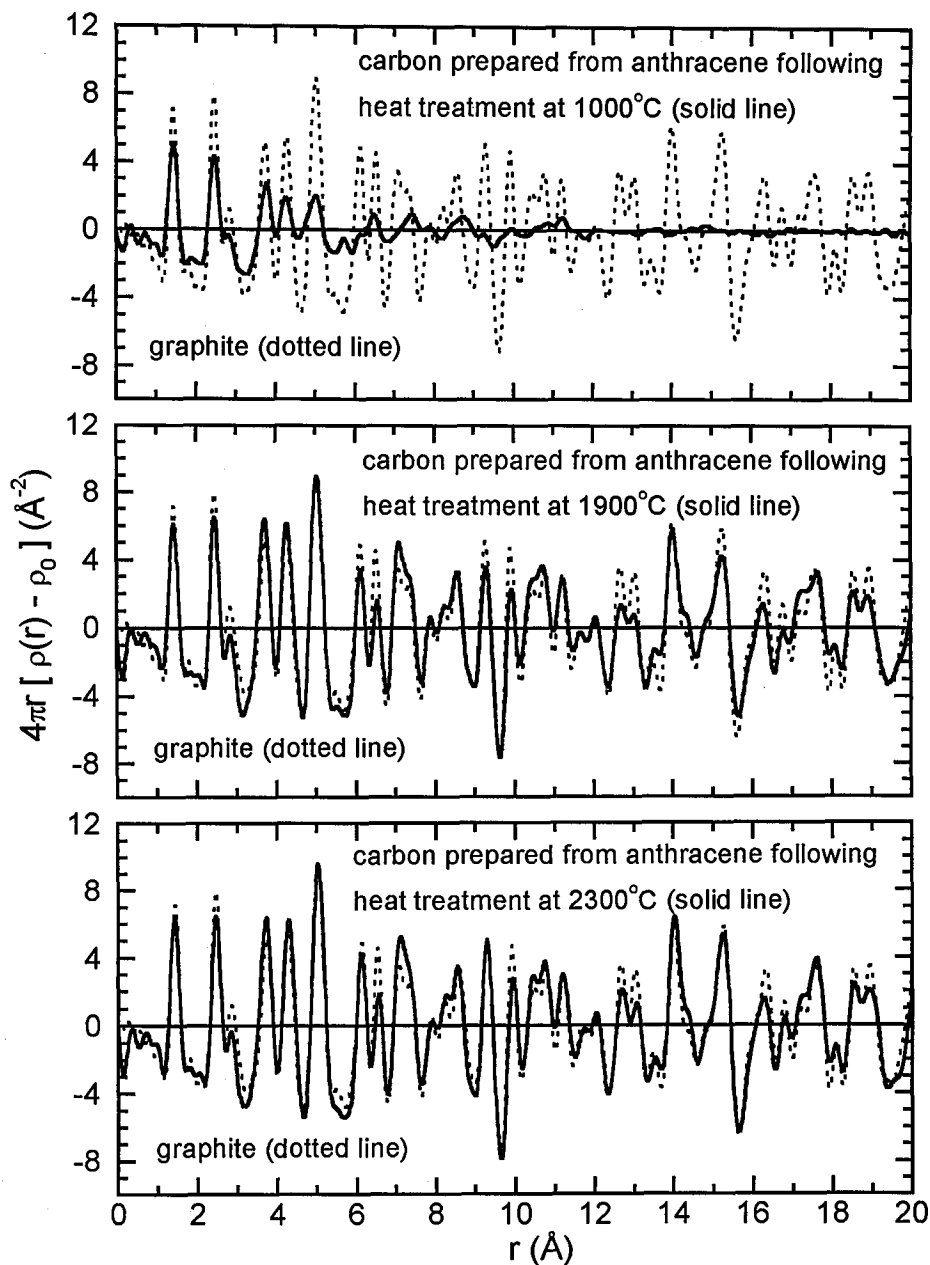 12
8
4
0
-4
-8
carbon prepared from anthracene following
heat treatment at 1000°C (solid line)
graphite (dotted line)
4πr [ ρ(r) - ρ₀ ] (Å⁻²)
12
8
4
0
-4
-8
carbon prepared from anthracene following
heat treatment at 1900°C (solid line)
graphite (dotted line)
12
8
4
0
-4
-8
carbon prepared from anthracene following
heat treatment at 2300°C (solid line)
graphite (dotted line)
0 2 4 6 8 10 12 14 16 18 20
r (Å)